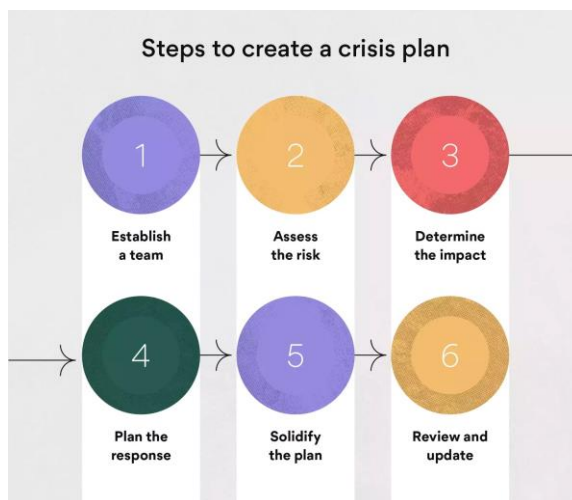 Steps to create a crisis plan
1
2
3
Establish
a team
Assess
the risk
Determine
the impact
4
5
6
Plan the
response
Solidify
the plan
Review and
update